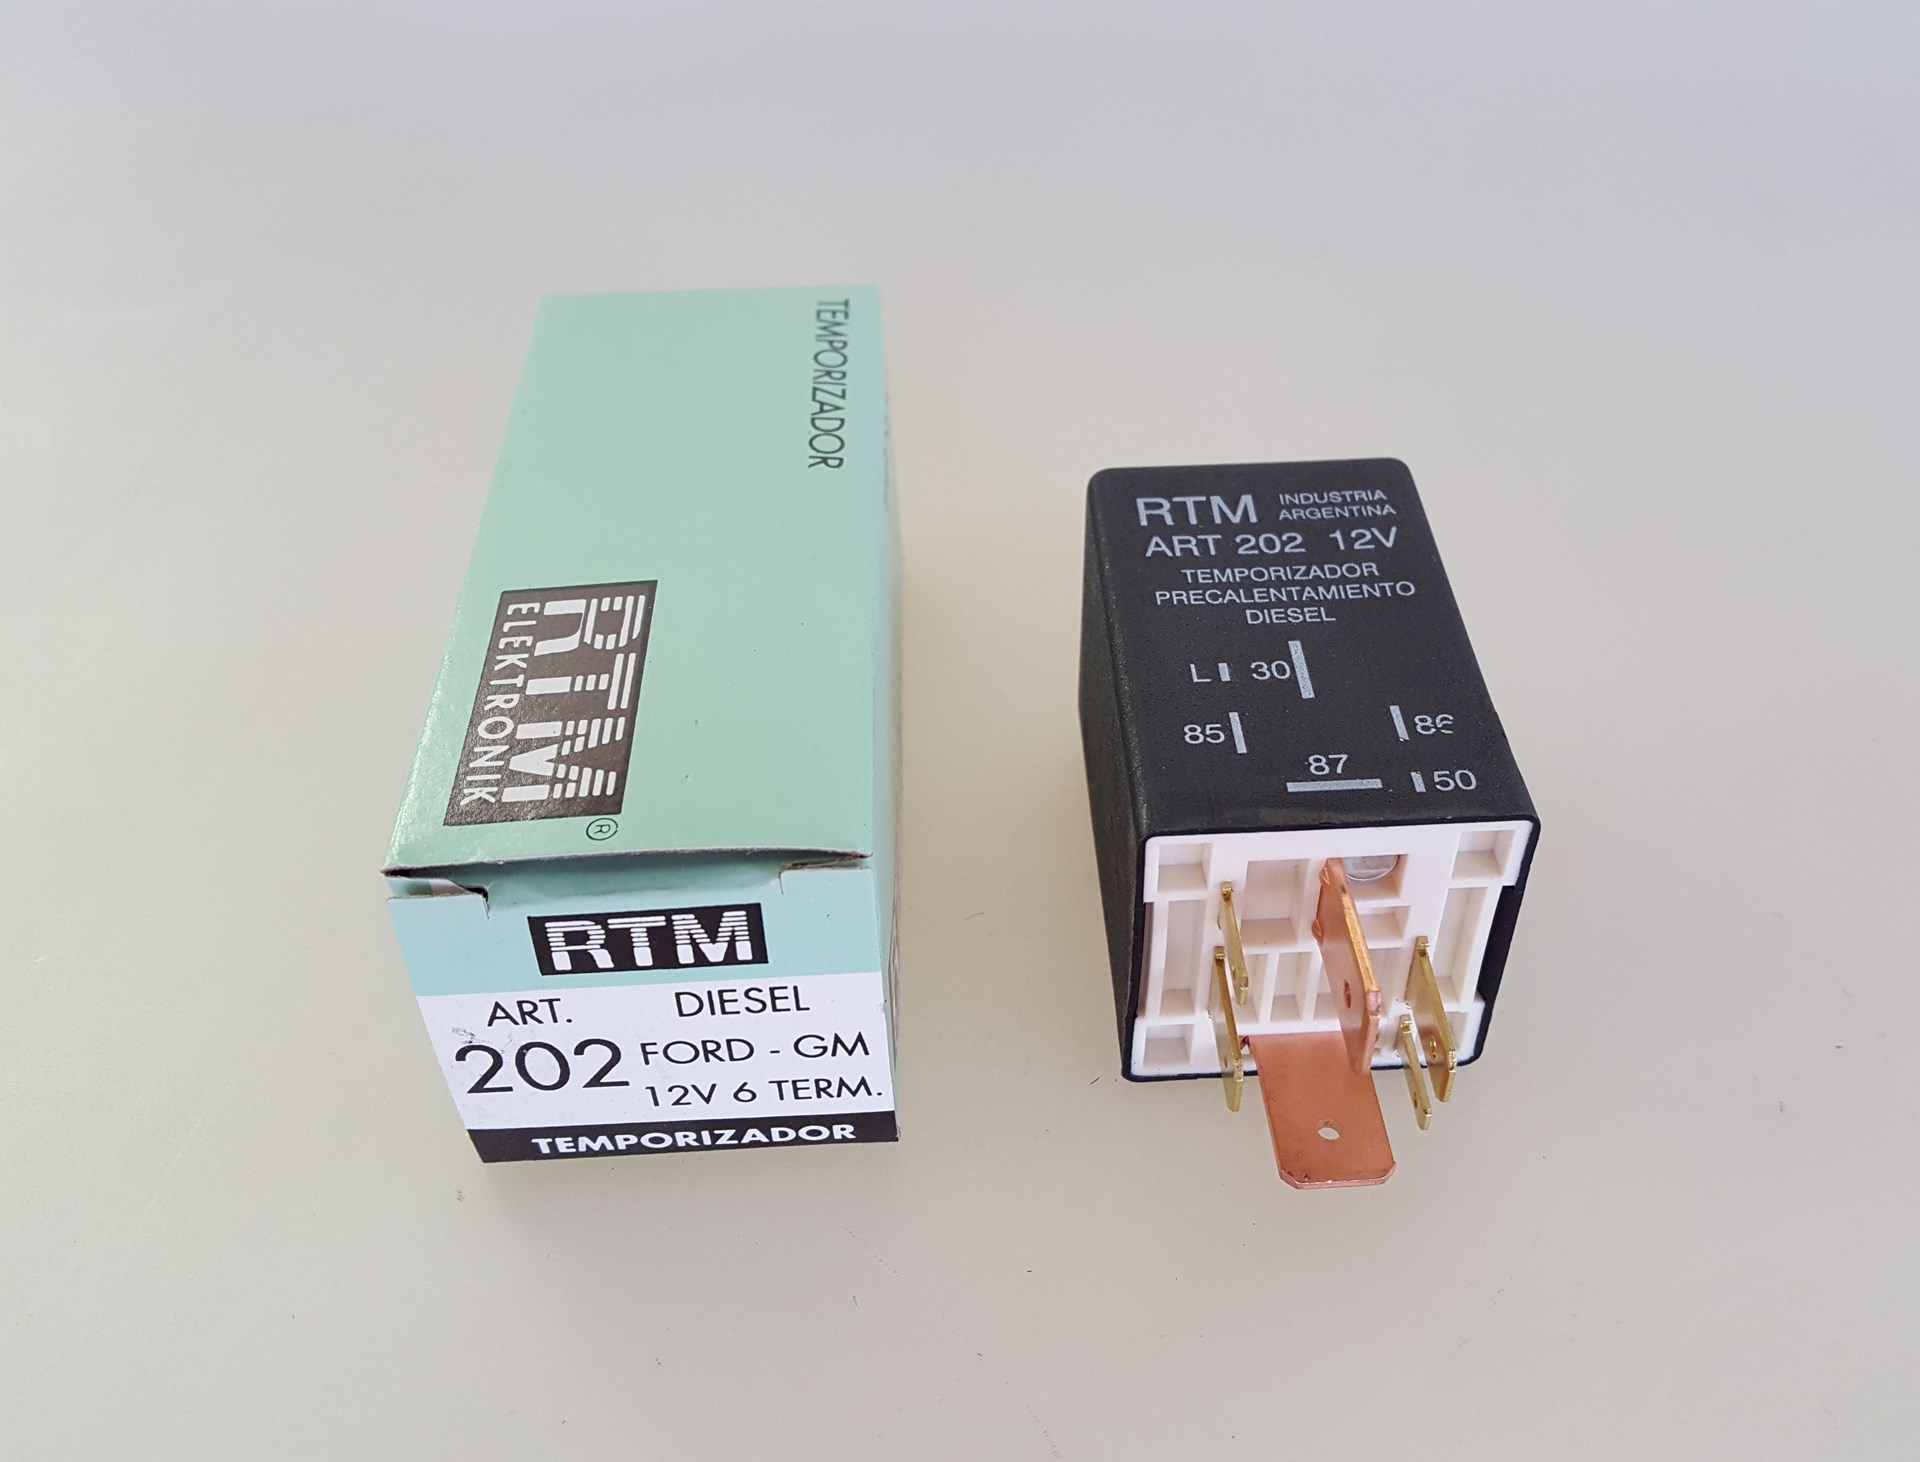 TEMPORIZADOR
RTM
ELEKTRONIK
®
RTM
ART. DIESEL
202 FORD - GM
12V 6 TERM.
TEMPORIZADOR
RTM INDUSTRIA
ARGENTINA
ART 202 12V
TEMPORIZADOR
PRECALENTAMIENTO
DIESEL
L 30
85 86
87
50